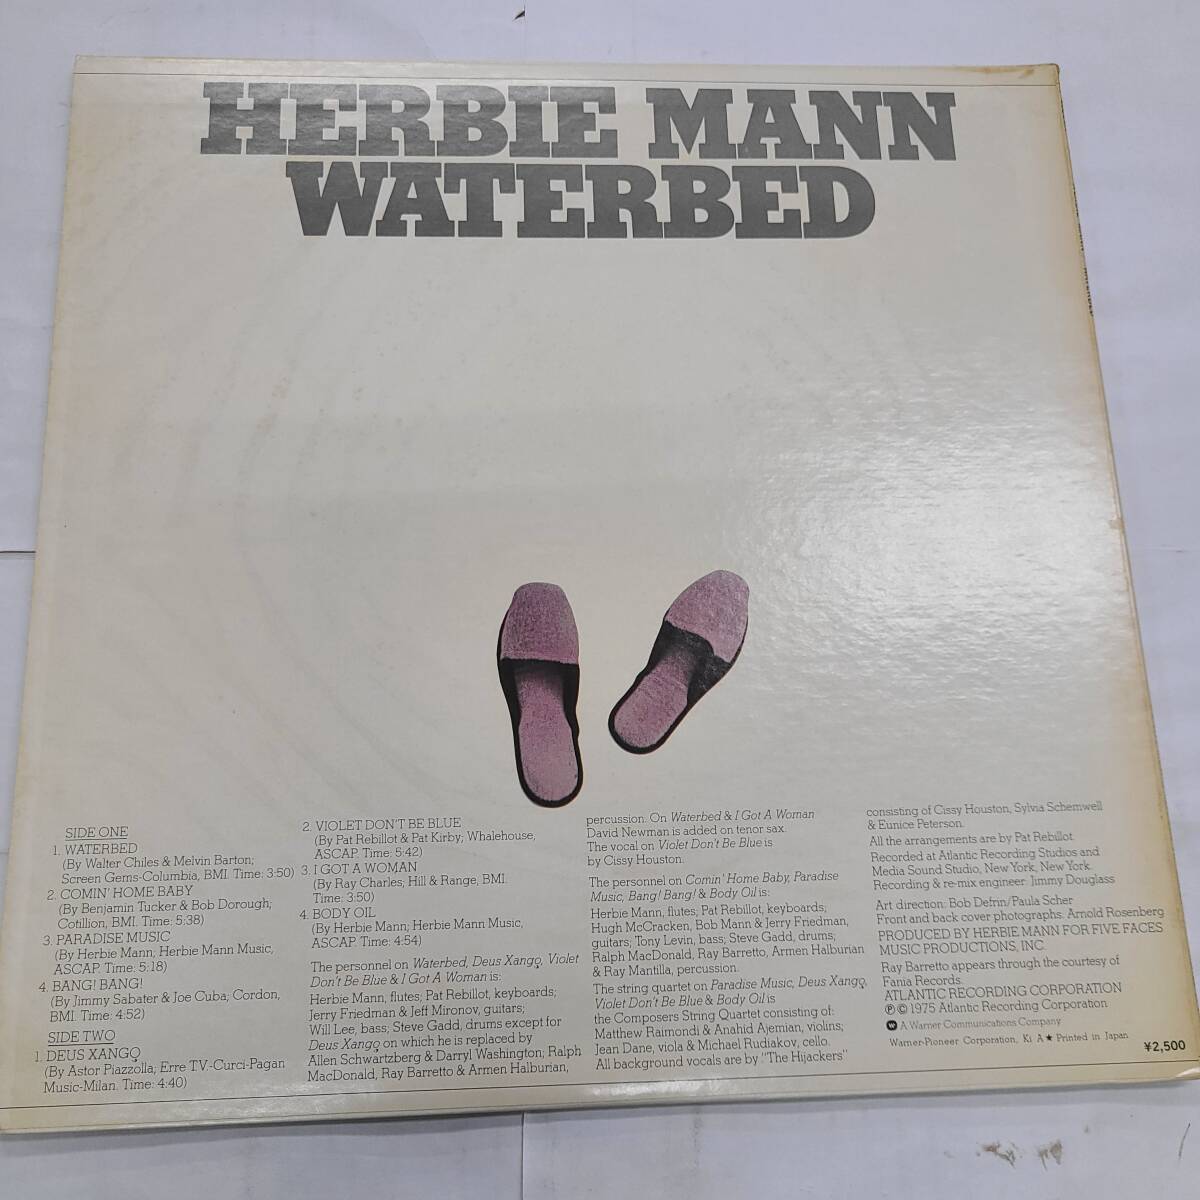 HERBIE MANN
WATERBED
SIDE ONE
1. WATERBED
(By Walter Chiles & Melvin Barton;
Screen Gems-Columbia, BMI. Time: 3:50)
2. COMIN' HOME BABY
(By Benjamin Tucker & Bob Dorough;
Cotillion, BMI. Time: 5:38)
3. PARADISE MUSIC
(By Herbie Mann; Herbie Mann Music,
ASCAP. Time: 5:18)
4. BANG! BANG!
(By Jimmy Sabater & Joe Cuba; Cordon,
BMI. Time: 4:52)
SIDE TWO
1. DEUS XANGQ
(By Astor Piazzolla; Erre T.V.-Curci-Pagan
Music-Milan. Time: 4:40)
2. VIOLET DON'T BE BLUE
(By Pat Rebillot & Pat Kirby; Whalehouse,
ASCAP. Time: 5:42)
3. I GOT A WOMAN
(By Ray Charles; Hill & Range, BMI.
Time: 3:50)
4. BODY OIL
(By Herbie Mann; Herbie Mann Music,
ASCAP. Time: 4:54)
The personnel on Waterbed, Deus Xangq, Violet
Don't Be Blue & I Got A Woman is:
Herbie Mann, flutes; Pat Rebillot, keyboards;
Jerry Friedman & Jeff Mironov, guitars;
Will Lee, bass; Steve Gadd, drums except for
Deus Xangq on which he is replaced by
Allen Schwartzberg & Darryl Washington; Ralph
MacDonald, Ray Barretto & Armen Halburian,
percussion. On Waterbed & I Got A Woman
David Newman is added on tenor sax.
The vocal on Violet Don't Be Blue is
by Cissy Houston.
The personnel on Comin' Home Baby, Paradise
Music, Bang! Bang! & Body Oil is:
Herbie Mann, flutes; Pat Rebillot, keyboards;
Hugh McCracken, Bob Mann & Jerry Friedman,
guitars; Tony Levin, bass; Steve Gadd, drums;
Ralph MacDonald, Ray Barretto, Armen Halburian
& Ray Mantilla, percussion.
The string quartet on Paradise Music, Deus Xangq,
Violet Don't Be Blue & Body Oil is
the Composers String Quartet consisting of:
Matthew Raimondi & Anahid Ajemian, violins;
Jean Dane, viola & Michael Rudiakov, cello.
All background vocals are by "The Hijackers"
consisting of Cissy Houston, Sylvia Schemwell
& Eunice Peterson.
All the arrangements are by Pat Rebillot.
Recorded at Atlantic Recording Studios and
Media Sound Studio, New York, New York.
Recording & re-mix engineer: Jimmy Douglass
Art direction: Bob Defrin/Paula Scher
Front and back cover photographs: Arnold Rosenberg
PRODUCED BY HERBIE MANN FOR FIVE FACES
MUSIC PRODUCTIONS, INC.
Ray Barretto appears through the courtesy of
Fania Records.
ATLANTIC RECORDING CORPORATION
℗ © 1975 Atlantic Recording Corporation
A Warner Communications Company
Warner-Pioneer Corporation, Ki A★ Printed in Japan
¥2,500